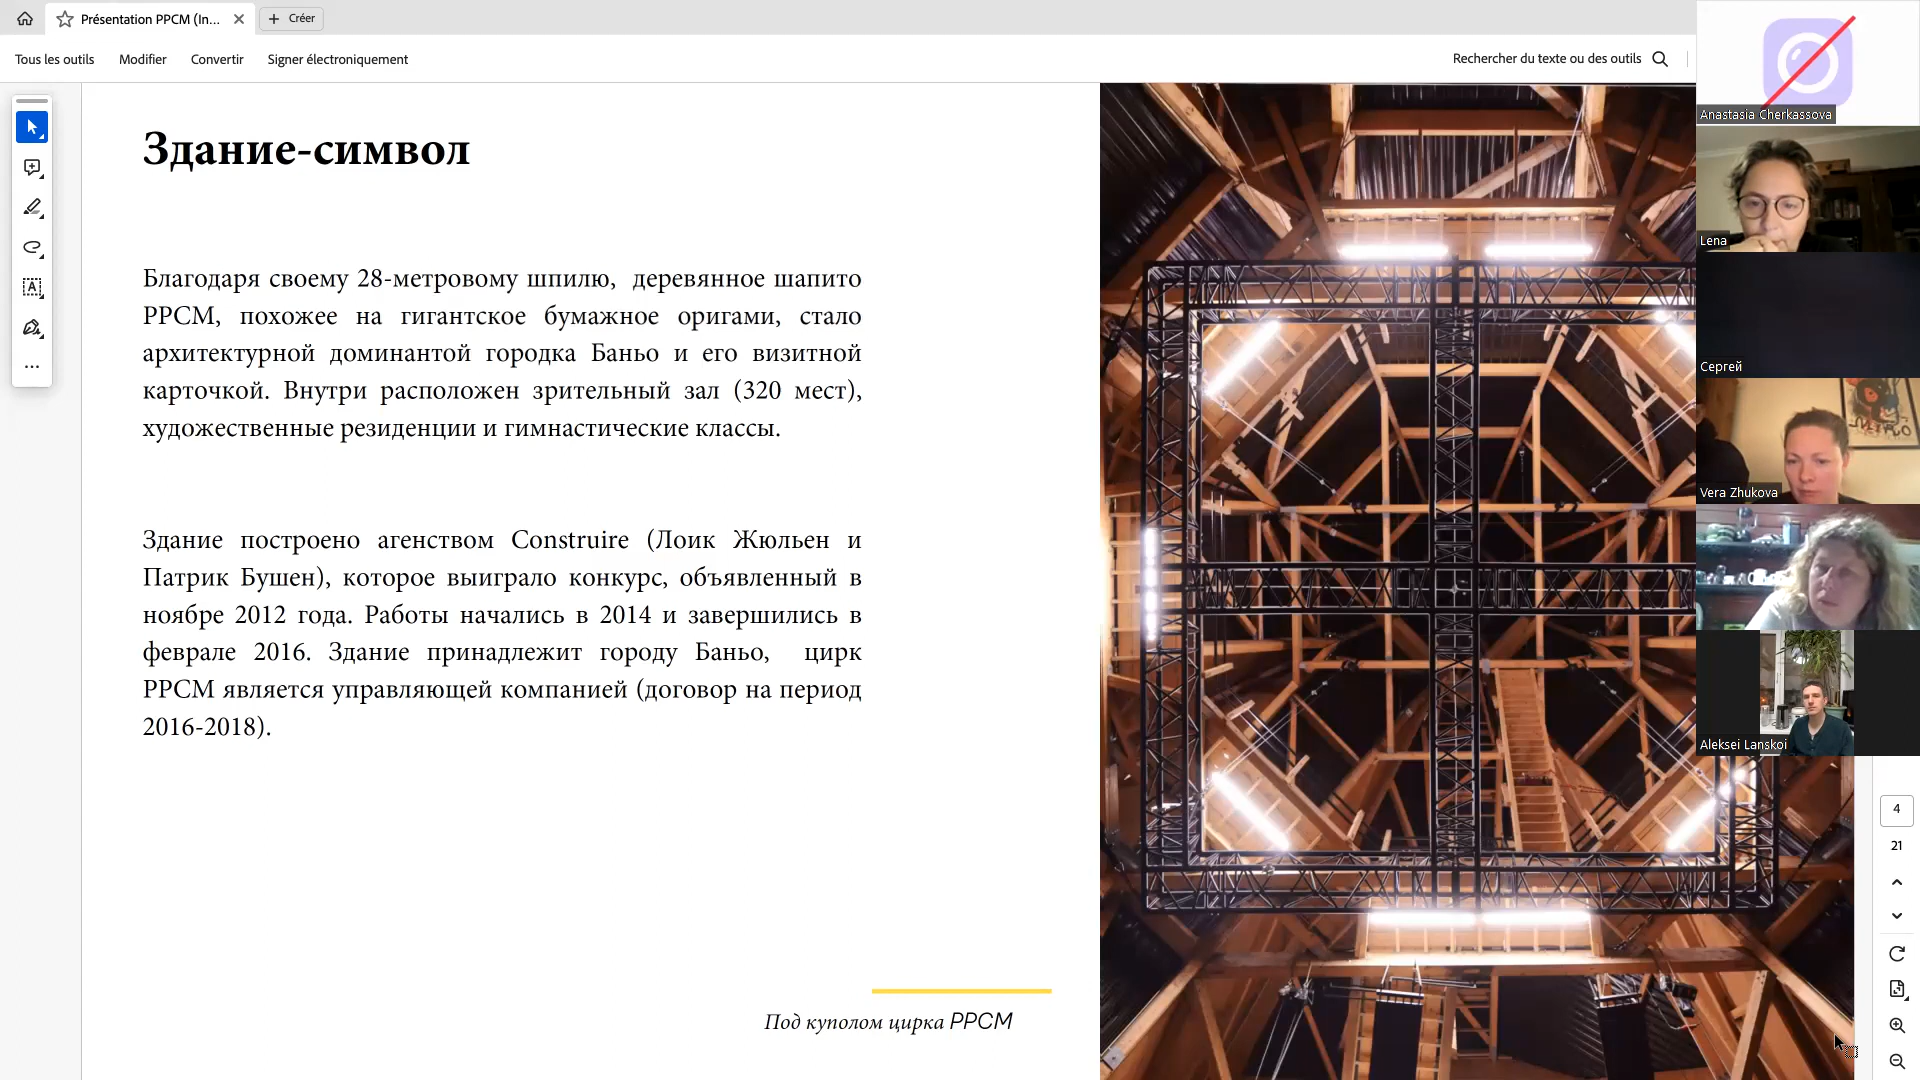 Présentation PPCM (In...
Créer
Tous les outils
Modifier
Convertir
Signer électroniquement
Rechercher du texte ou des outils
Здание-символ
Благодаря своему 28-метровому шпилю, деревянное шапито
PPCM, похожее на гигантское бумажное оригами, стало
архитектурной доминантой городка Баньо и его визитной
карточкой. Внутри расположен зрительный зал (320 мест),
художественные резиденции и гимнастические классы.
Здание построено агенством Construire (Лоик Жюльен и
Патрик Бушен), которое выиграло конкурс, объявленный в
ноябре 2012 года. Работы начались в 2014 и завершились в
феврале 2016. Здание принадлежит городу Баньо, цирк
PPCM является управляющей компанией (договор на период
2016-2018).
Под куполом цирка PPCM
Anastasia Cherkassova
Lena
Сергей
Vera Zhukova
Aleksei Lanskoi
4
21